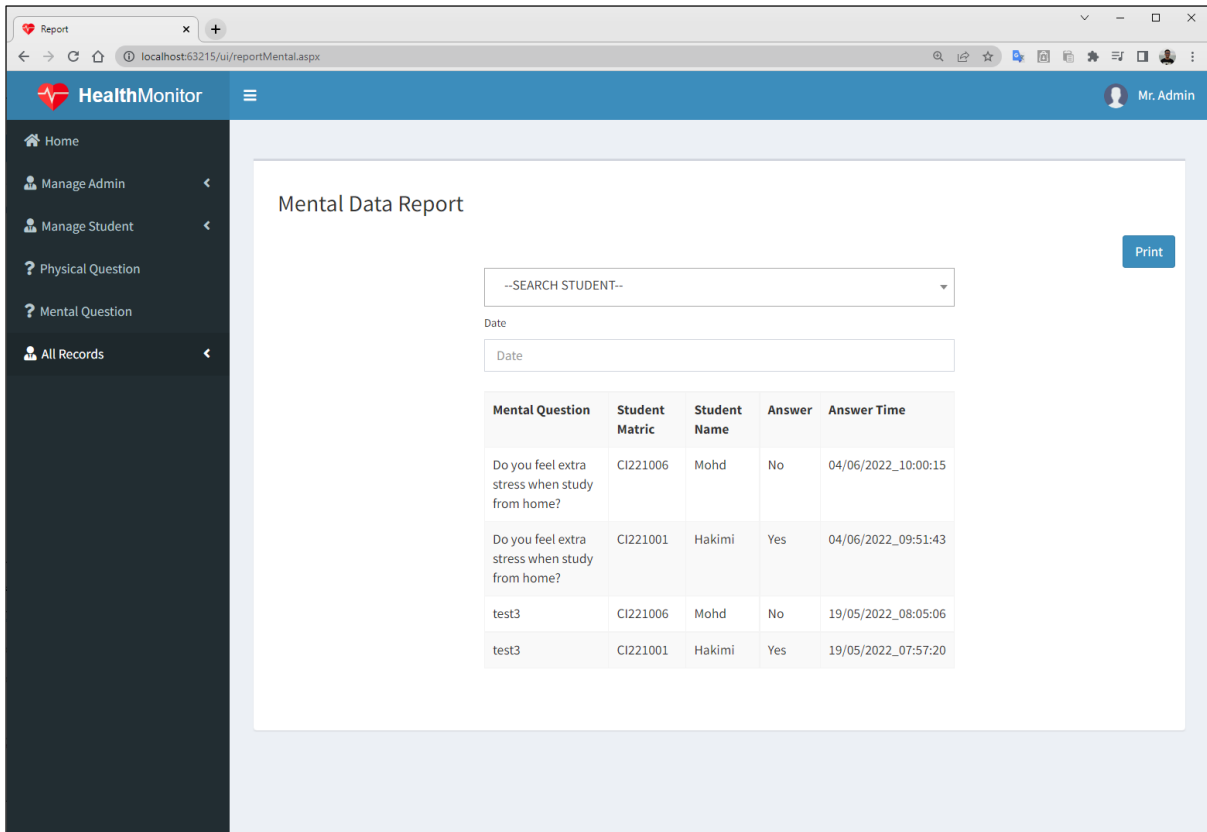 Report
localhost:63215/ui/reportMental.aspx
HealthMonitor
Mr. Admin
Home
Manage Admin
Manage Student
? Physical Question
? Mental Question
All Records
Mental Data Report
Print
--SEARCH STUDENT--
Date
Date
Mental Question Student Matric Student Name Answer Answer Time
Do you feel extra stress when study from home? CI221006 Mohd No 04/06/2022_10:00:15
Do you feel extra stress when study from home? CI221001 Hakimi Yes 04/06/2022_09:51:43
test3 CI221006 Mohd No 19/05/2022_08:05:06
test3 CI221001 Hakimi Yes 19/05/2022_07:57:20